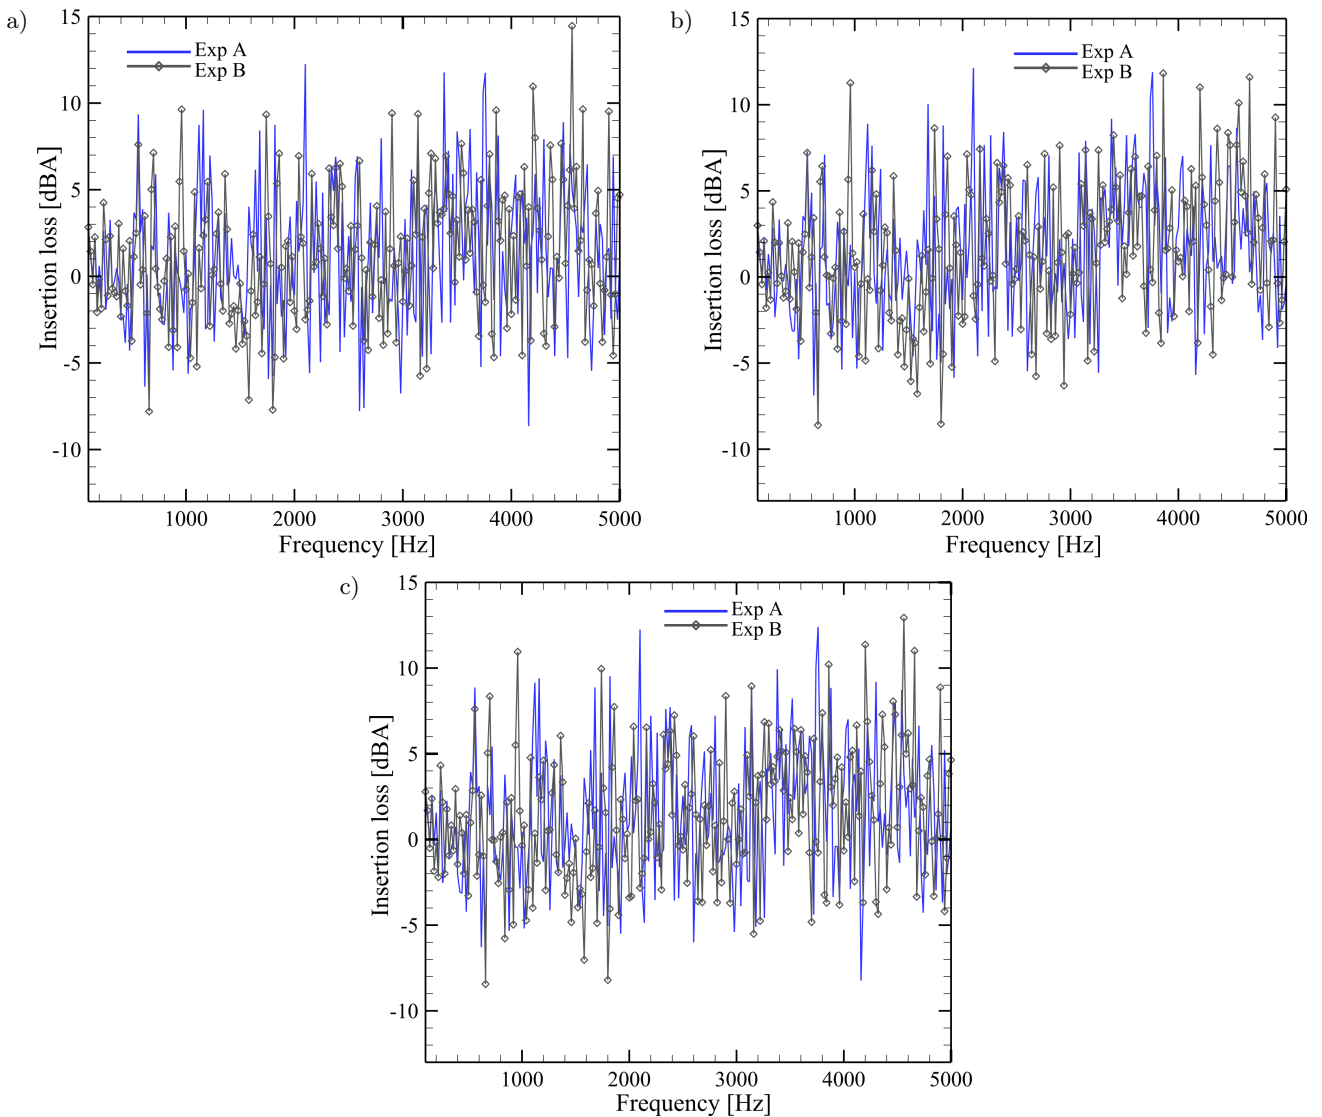 a)
Insertion loss [dBA]
15
10
5
0
-5
-10
Exp A
Exp B
1000 2000 3000 4000 5000
Frequency [Hz]
b)
Insertion loss [dBA]
15
10
5
0
-5
-10
Exp A
Exp B
1000 2000 3000 4000 5000
Frequency [Hz]
c)
Insertion loss [dBA]
15
10
5
0
-5
-10
Exp A
Exp B
1000 2000 3000 4000 5000
Frequency [Hz]